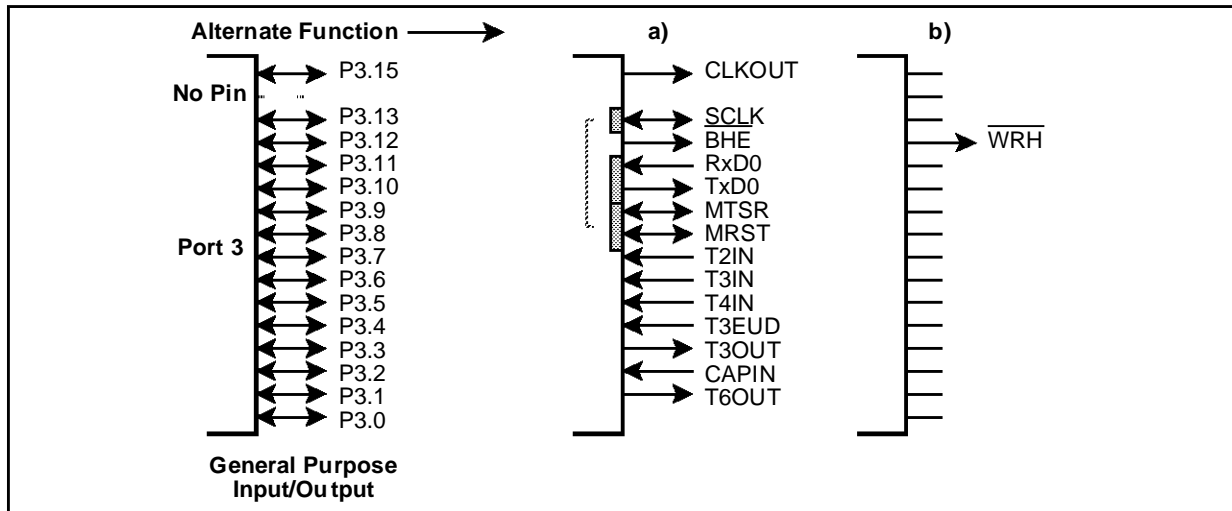 Alternate Function a) b)
P3.15 CLKOUT
No Pin
P3.13 SCLK
P3.12 BHE WRH
P3.11 RxD0
P3.10 TxD0
P3.9 MTSR
P3.8 MRST
Port 3 P3.7 T2IN
P3.6 T3IN
P3.5 T4IN
P3.4 T3EUD
P3.3 T3OUT
P3.2 CAPIN
P3.1 T6OUT
P3.0
General Purpose
Input/Output